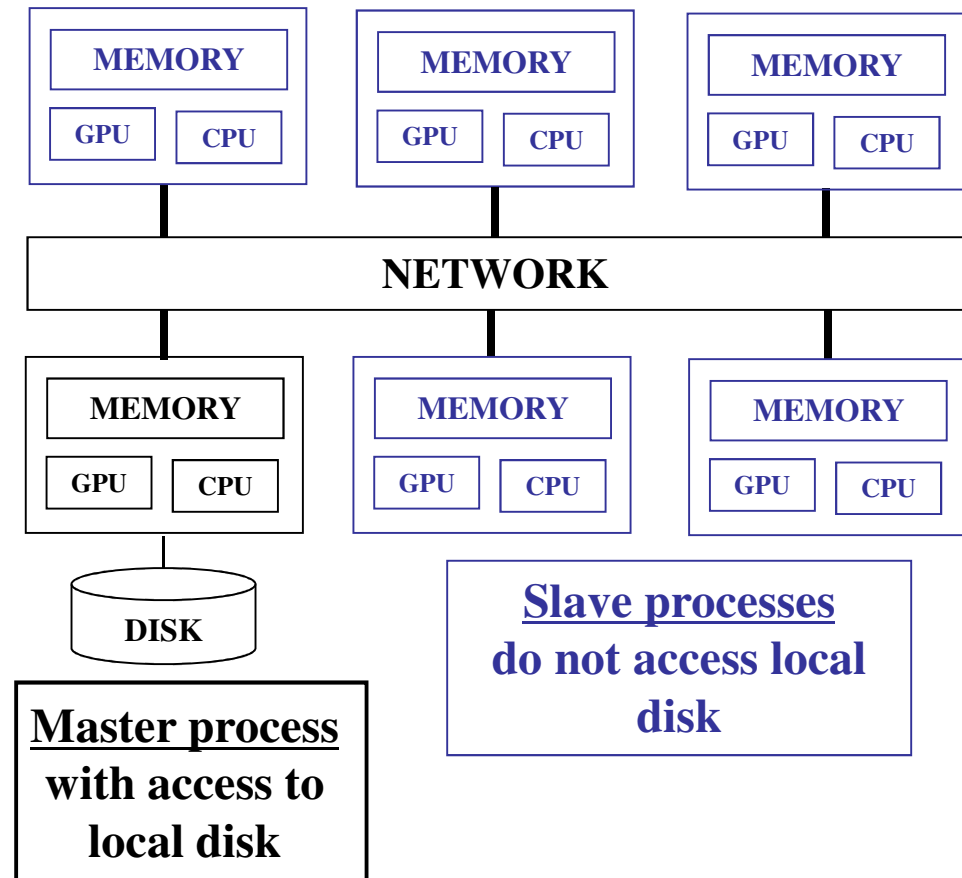 MEMORY
GPU
CPU
MEMORY
GPU
CPU
MEMORY
GPU
CPU
NETWORK
MEMORY
GPU
CPU
MEMORY
GPU
CPU
MEMORY
GPU
CPU
DISK
Master process
with access to
local disk
Slave processes
do not access local
disk